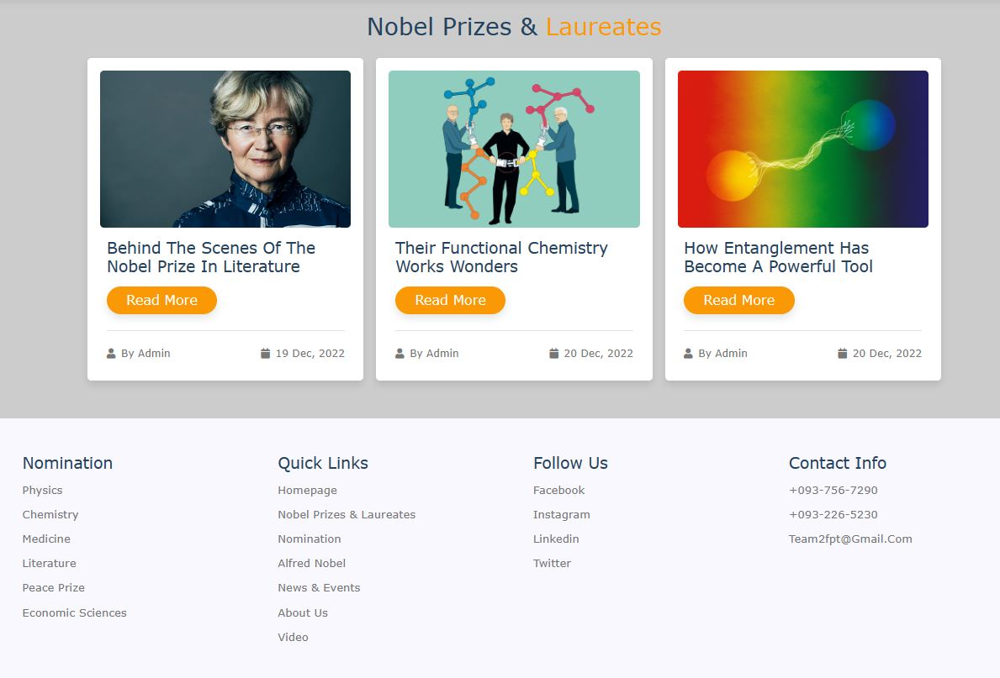 Nobel Prizes & Laureates
Behind The Scenes Of The
Nobel Prize In Literature
Read More
By Admin
19 Dec, 2022
Their Functional Chemistry
Works Wonders
Read More
By Admin
20 Dec, 2022
How Entanglement Has
Become A Powerful Tool
Read More
By Admin
20 Dec, 2022
Nomination
Physics
Chemistry
Medicine
Literature
Peace Prize
Economic Sciences
Quick Links
Homepage
Nobel Prizes & Laureates
Nomination
Alfred Nobel
News & Events
About Us
Video
Follow Us
Facebook
Instagram
Linkedin
Twitter
Contact Info
+093-756-7290
+093-226-5230
Team2fpt@Gmail.Com